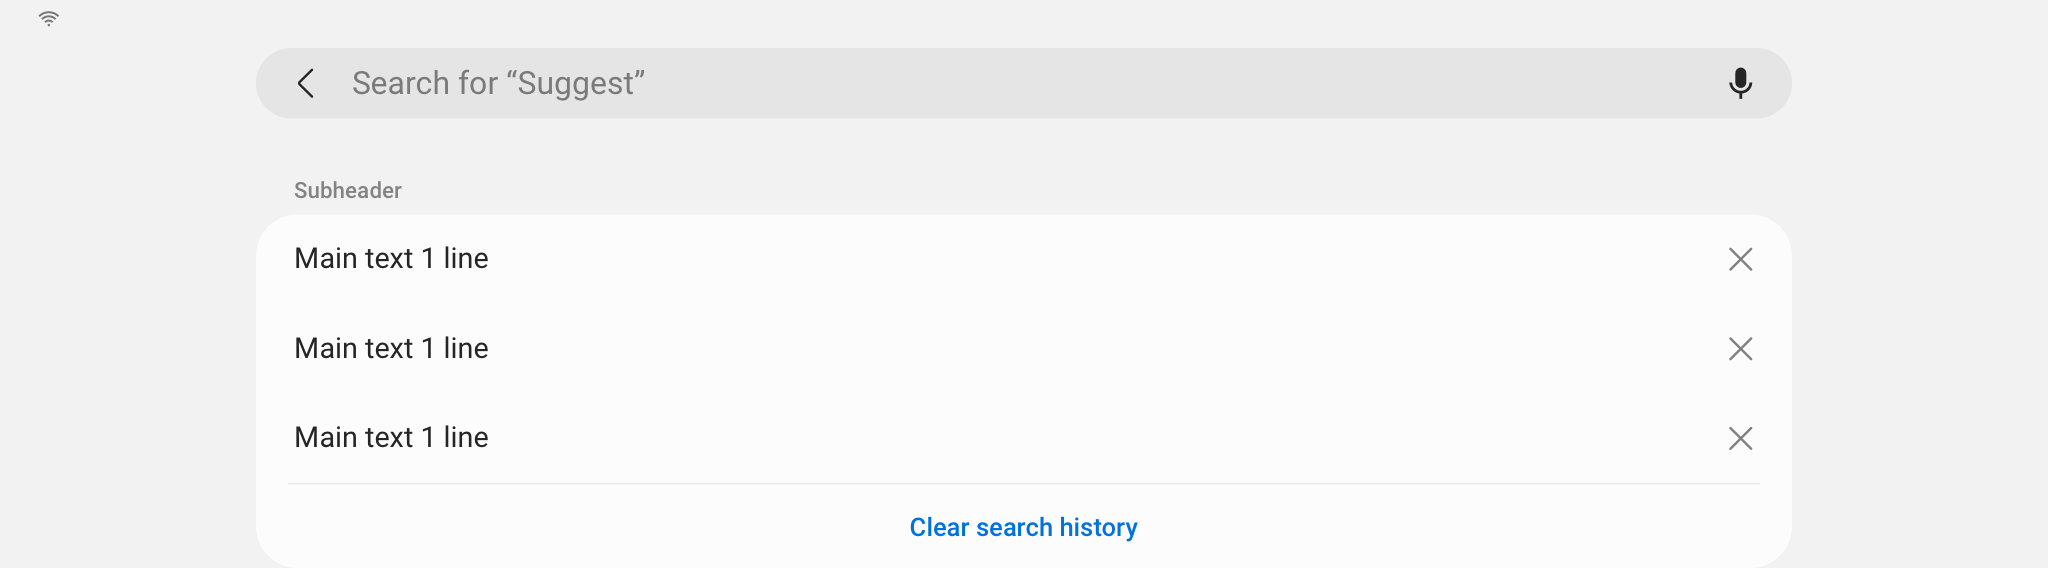 Search for “Suggest”
Subheader
Main text 1 line
Main text 1 line
Main text 1 line
Clear search history